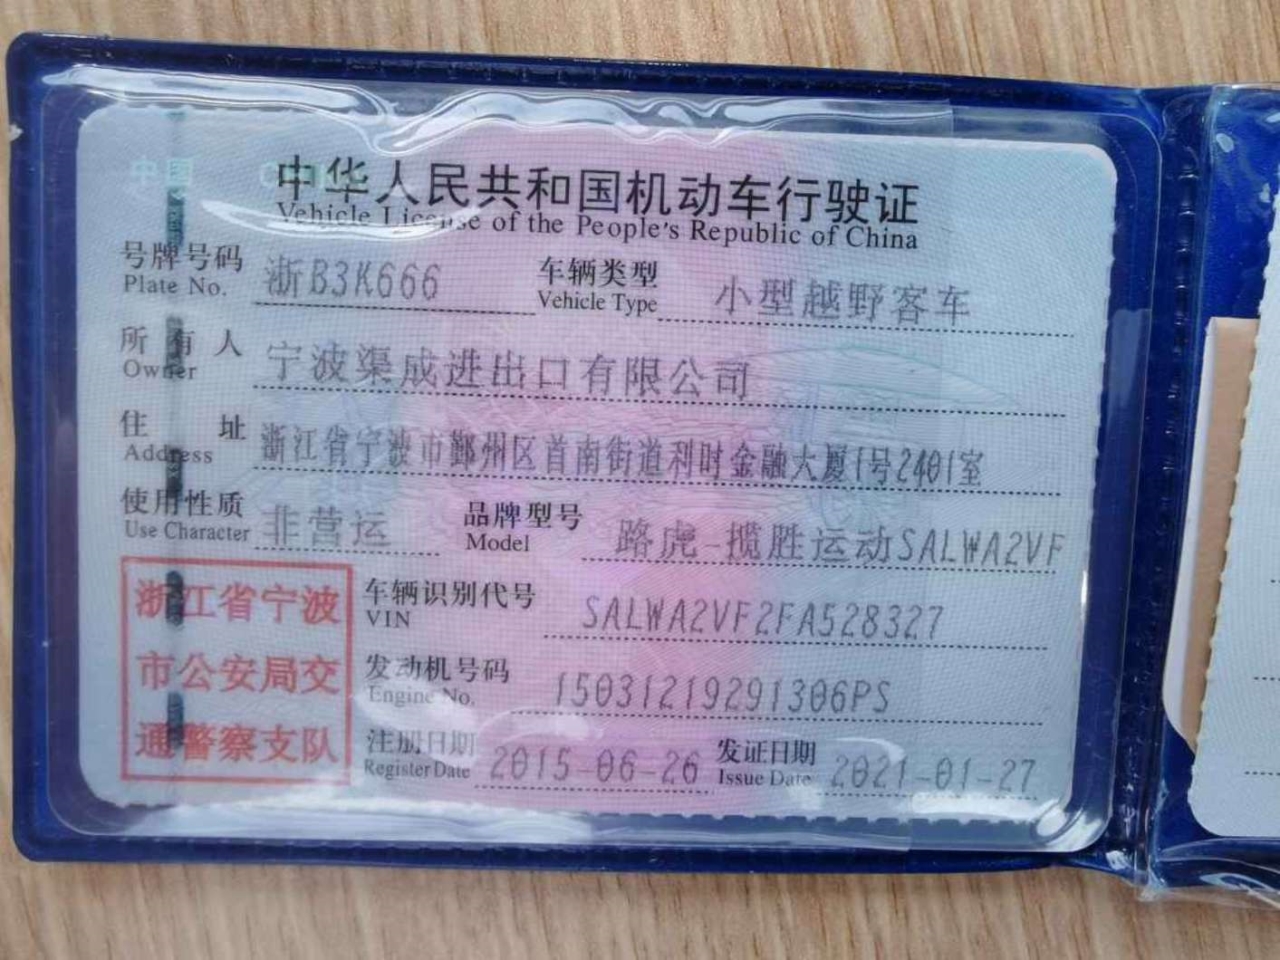 中国
中华人民共和国机动车行驶证
Vehicle License of the People's Republic of China
号牌号码 浙B3K666 车辆类型 小型越野客车
Plate No. Vehicle Type
所有人 宁波渠成进出口有限公司
Owner
住址 浙江省宁波市鄞州区首南街道利时金融大厦1号2401室
Address
使用性质 非营运 品牌型号 路虎-揽胜运动SALWA2VF
Use Character Model
浙江省宁波 车辆识别代号 SALWA2VF2FA528327
VIN
市公安局交 发动机号码 15031219291306PS
Engine No.
通警察支队 注册日期 2015-06-26 发证日期 2021-01-27
Register Date Issue Date